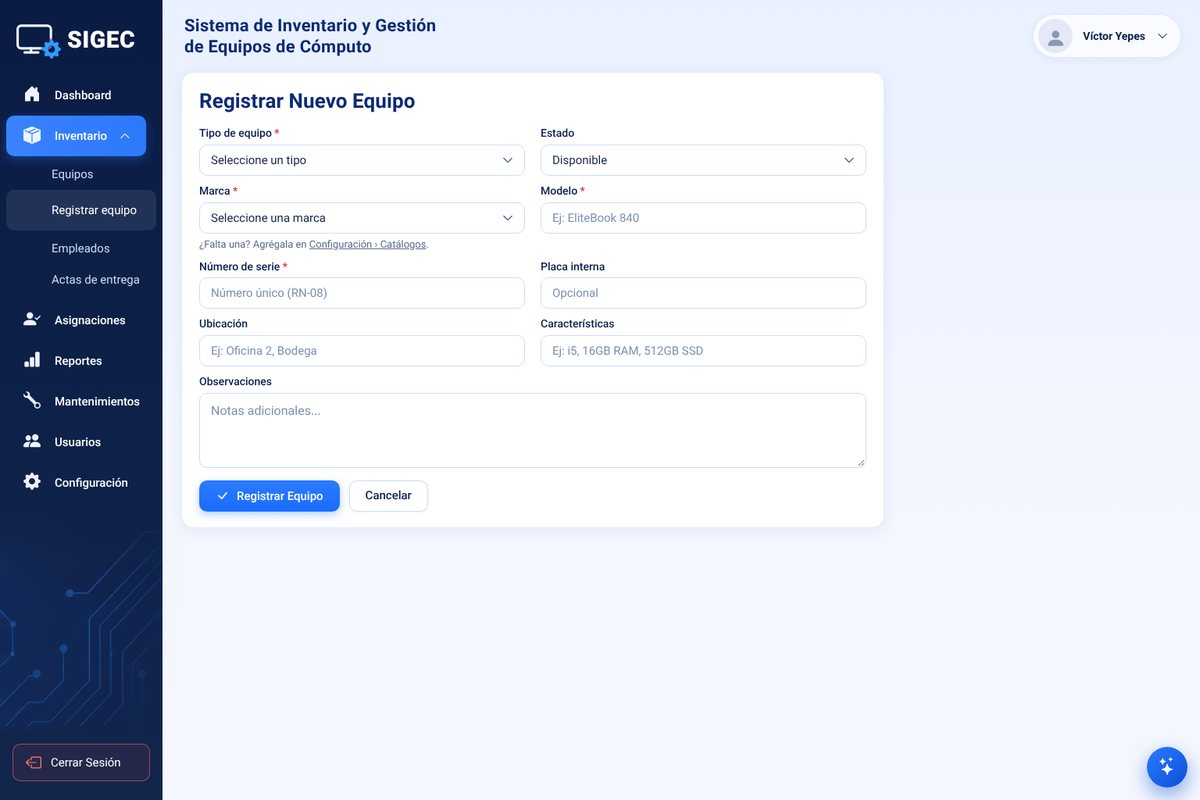 SIGEC
Dashboard
Inventario
Equipos
Registrar equipo
Empleados
Actas de entrega
Asignaciones
Reportes
Mantenimientos
Usuarios
Configuración
Cerrar Sesión
Sistema de Inventario y Gestión
de Equipos de Cómputo
Víctor Yepes
Registrar Nuevo Equipo
Tipo de equipo *
Seleccione un tipo
Estado
Disponible
Marca *
Seleccione una marca
¿Falta una? Agrégala en Configuración › Catálogos.
Modelo *
Ej: EliteBook 840
Número de serie *
Número único (RN-08)
Placa interna
Opcional
Ubicación
Ej: Oficina 2, Bodega
Características
Ej: i5, 16GB RAM, 512GB SSD
Observaciones
Notas adicionales...
Registrar Equipo
Cancelar